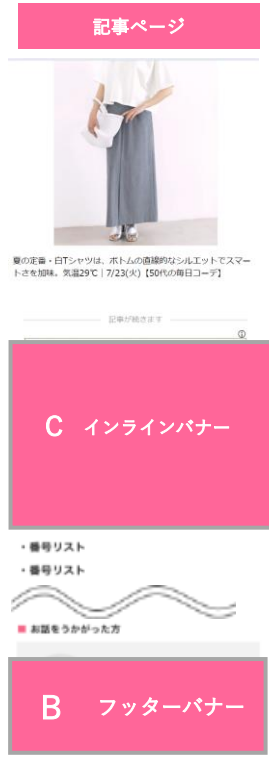 記事ページ
夏の定番・白Tシャツは、ボトムの直線的なシルエットでスマー
トさを加味。気温29℃｜7/23(火)【50代の毎日コーデ】
記事が続きます
C インラインバナー
・番号リスト
・番号リスト
■ お話をうかがった方
B フッターバナー